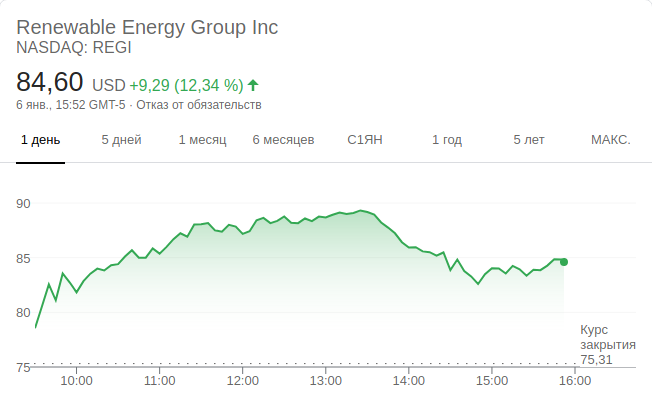 Renewable Energy Group Inc
NASDAQ: REGI
84,60 USD +9,29 (12,34 %)
6 янв., 15:52 GMT-5 · Отказ от обязательств
1 день 5 дней 1 месяц 6 месяцев С1ЯН 1 год 5 лет МАКС.
90
85
80
Курс
закрытия
75,31
75
10:00 11:00 12:00 13:00 14:00 15:00 16:00